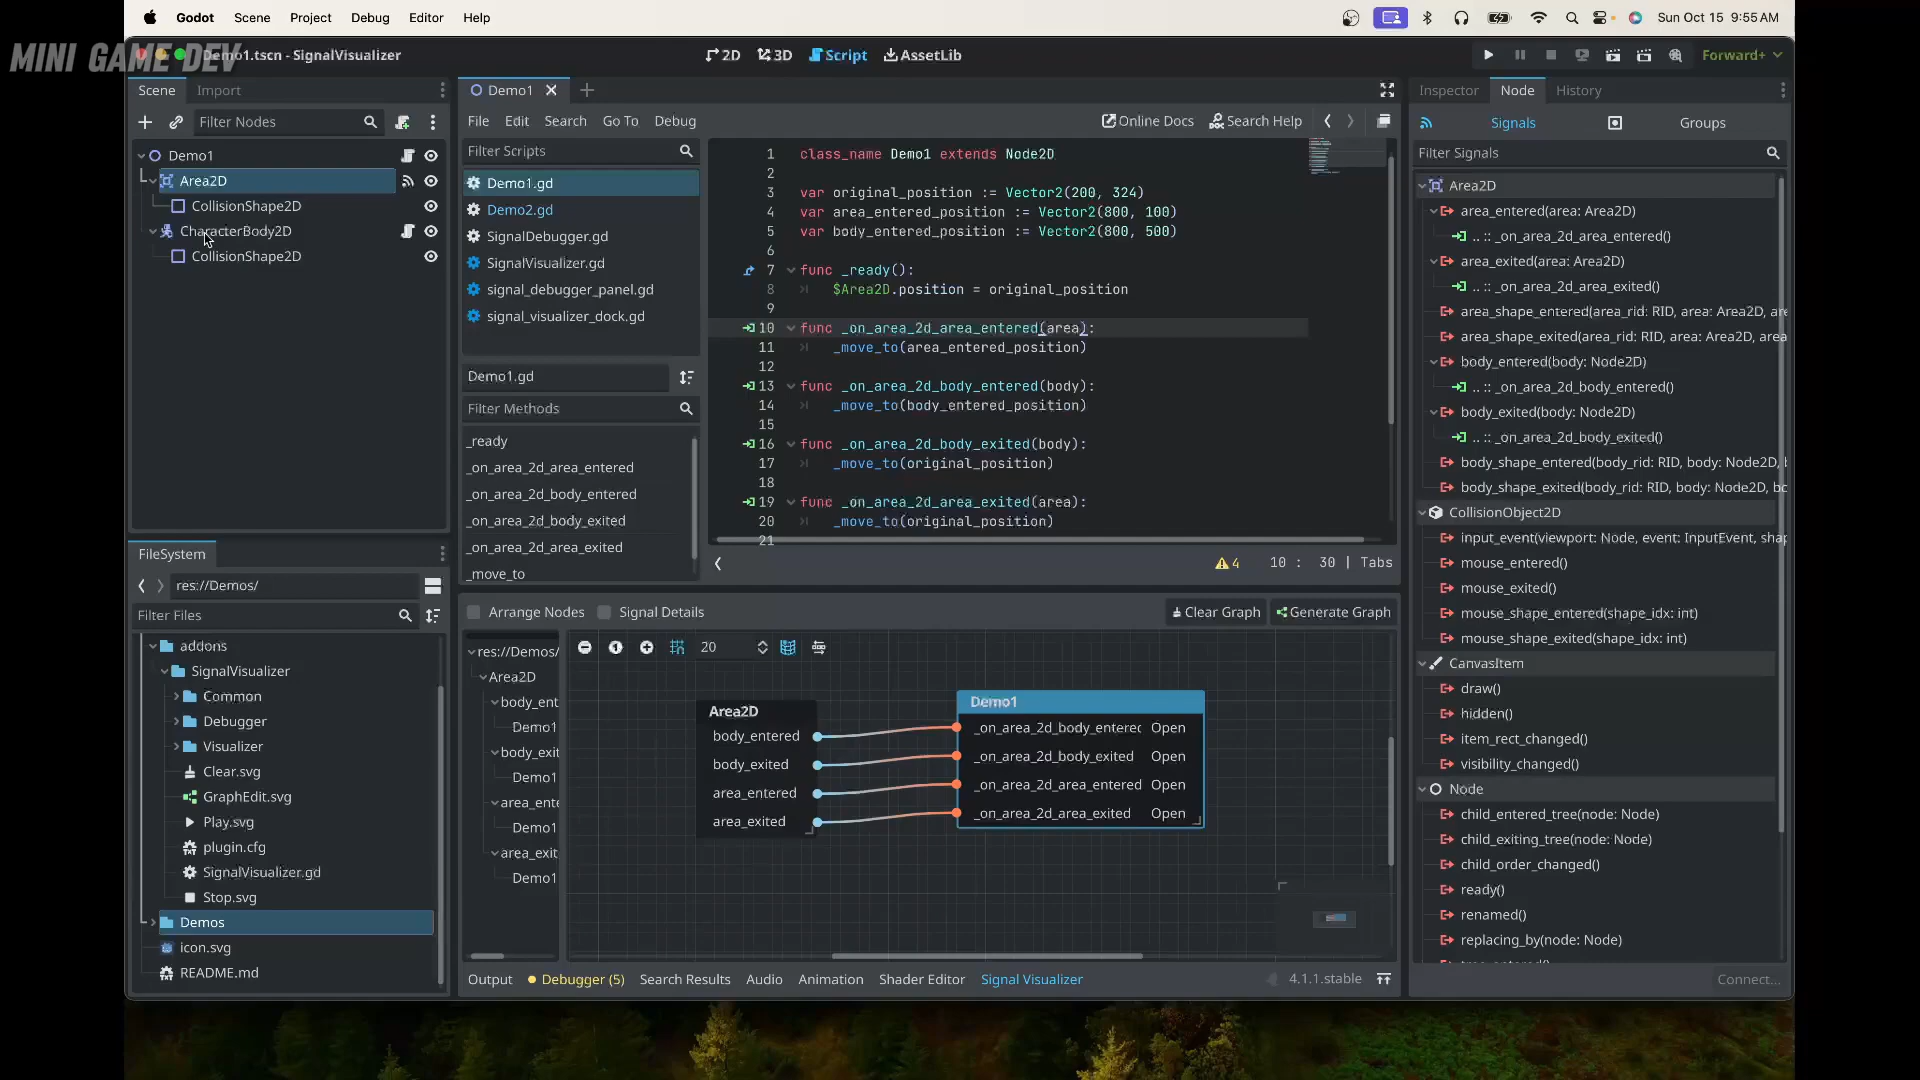 Godot Scene Project Debug Editor Help Sun Oct 15 9:55 AM
MINI GAME DEV
Demo1.tscn - SignalVisualizer 2D 3D Script AssetLib Forward+
Scene Import
Filter Nodes
Demo1
Area2D
CollisionShape2D
CharacterBody2D
CollisionShape2D
FileSystem
res://Demos/
Filter Files
addons
SignalVisualizer
Common
Debugger
Visualizer
Clear.svg
GraphEdit.svg
Play.svg
plugin.cfg
SignalVisualizer.gd
Stop.svg
Demos
icon.svg
README.md
Demo1
File Edit Search Go To Debug Online Docs Search Help
Filter Scripts
Demo1.gd
Demo2.gd
SignalDebugger.gd
SignalVisualizer.gd
signal_debugger_panel.gd
signal_visualizer_dock.gd
Demo1.gd
Filter Methods
_ready
_on_area_2d_area_entered
_on_area_2d_body_entered
_on_area_2d_body_exited
_on_area_2d_area_exited
_move_to
1 class_name Demo1 extends Node2D
2
3 var original_position := Vector2(200, 324)
4 var area_entered_position := Vector2(800, 100)
5 var body_entered_position := Vector2(800, 500)
6
7 func _ready():
8 $Area2D.position = original_position
9
10 func _on_area_2d_area_entered(area):
11 _move_to(area_entered_position)
12
13 func _on_area_2d_body_entered(body):
14 _move_to(body_entered_position)
15
16 func _on_area_2d_body_exited(body):
17 _move_to(original_position)
18
19 func _on_area_2d_area_exited(area):
20 _move_to(original_position)
21
4 10 : 30 | Tabs
Arrange Nodes Signal Details Clear Graph Generate Graph
res://Demos/
Area2D
body_ent
Demo1
body_exit
Demo1
area_ente
Demo1
area_exit
Demo1
20
Area2D
body_entered
body_exited
area_entered
area_exited
Demo1
_on_area_2d_body_entered Open
_on_area_2d_body_exited Open
_on_area_2d_area_entered Open
_on_area_2d_area_exited Open
Output Debugger (5) Search Results Audio Animation Shader Editor Signal Visualizer 4.1.1.stable
Inspector Node History
Signals Groups
Filter Signals
Area2D
area_entered(area: Area2D)
.. :: _on_area_2d_area_entered()
area_exited(area: Area2D)
.. :: _on_area_2d_area_exited()
area_shape_entered(area_rid: RID, area: Area2D, are
area_shape_exited(area_rid: RID, area: Area2D, area
body_entered(body: Node2D)
.. :: _on_area_2d_body_entered()
body_exited(body: Node2D)
.. :: _on_area_2d_body_exited()
body_shape_entered(body_rid: RID, body: Node2D, b
body_shape_exited(body_rid: RID, body: Node2D, bo
CollisionObject2D
input_event(viewport: Node, event: InputEvent, shap
mouse_entered()
mouse_exited()
mouse_shape_entered(shape_idx: int)
mouse_shape_exited(shape_idx: int)
CanvasItem
draw()
hidden()
item_rect_changed()
visibility_changed()
Node
child_entered_tree(node: Node)
child_exiting_tree(node: Node)
child_order_changed()
ready()
renamed()
replacing_by(node: Node)
Connect...